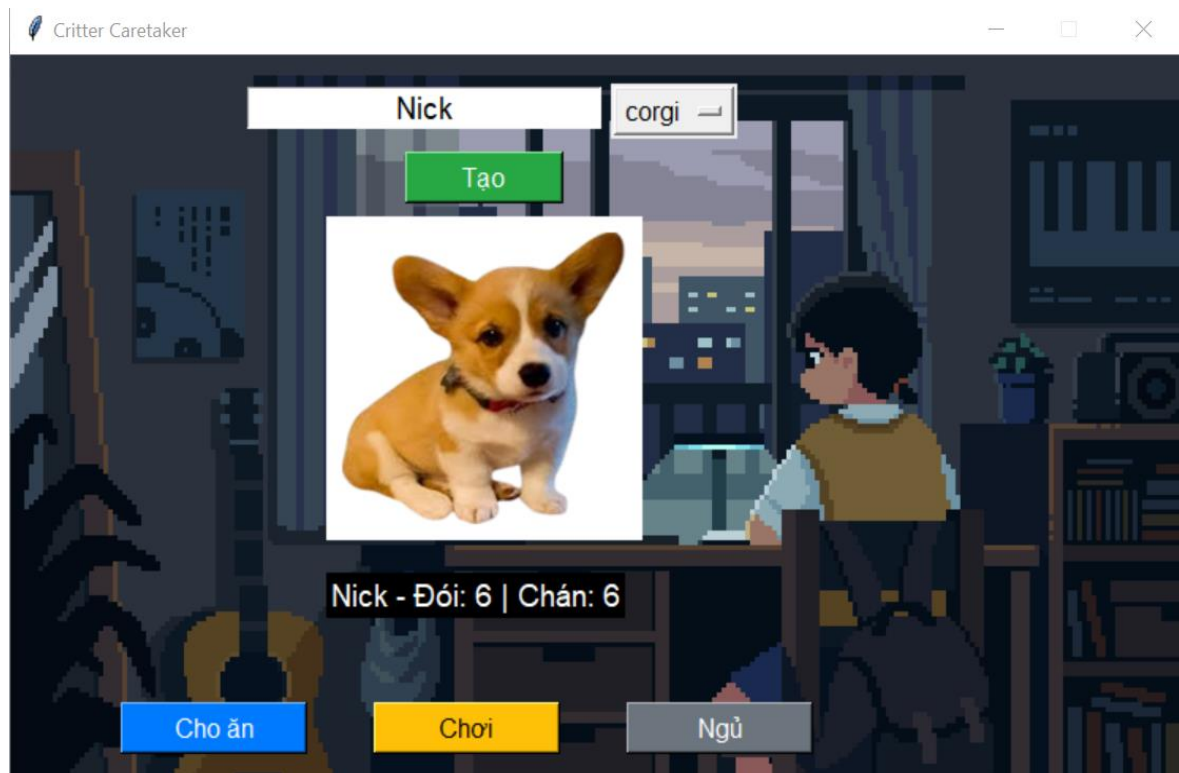 Critter Caretaker
Nick
corgi
Tạo
Nick - Đói: 6 | Chán: 6
Cho ăn
Chơi
Ngủ